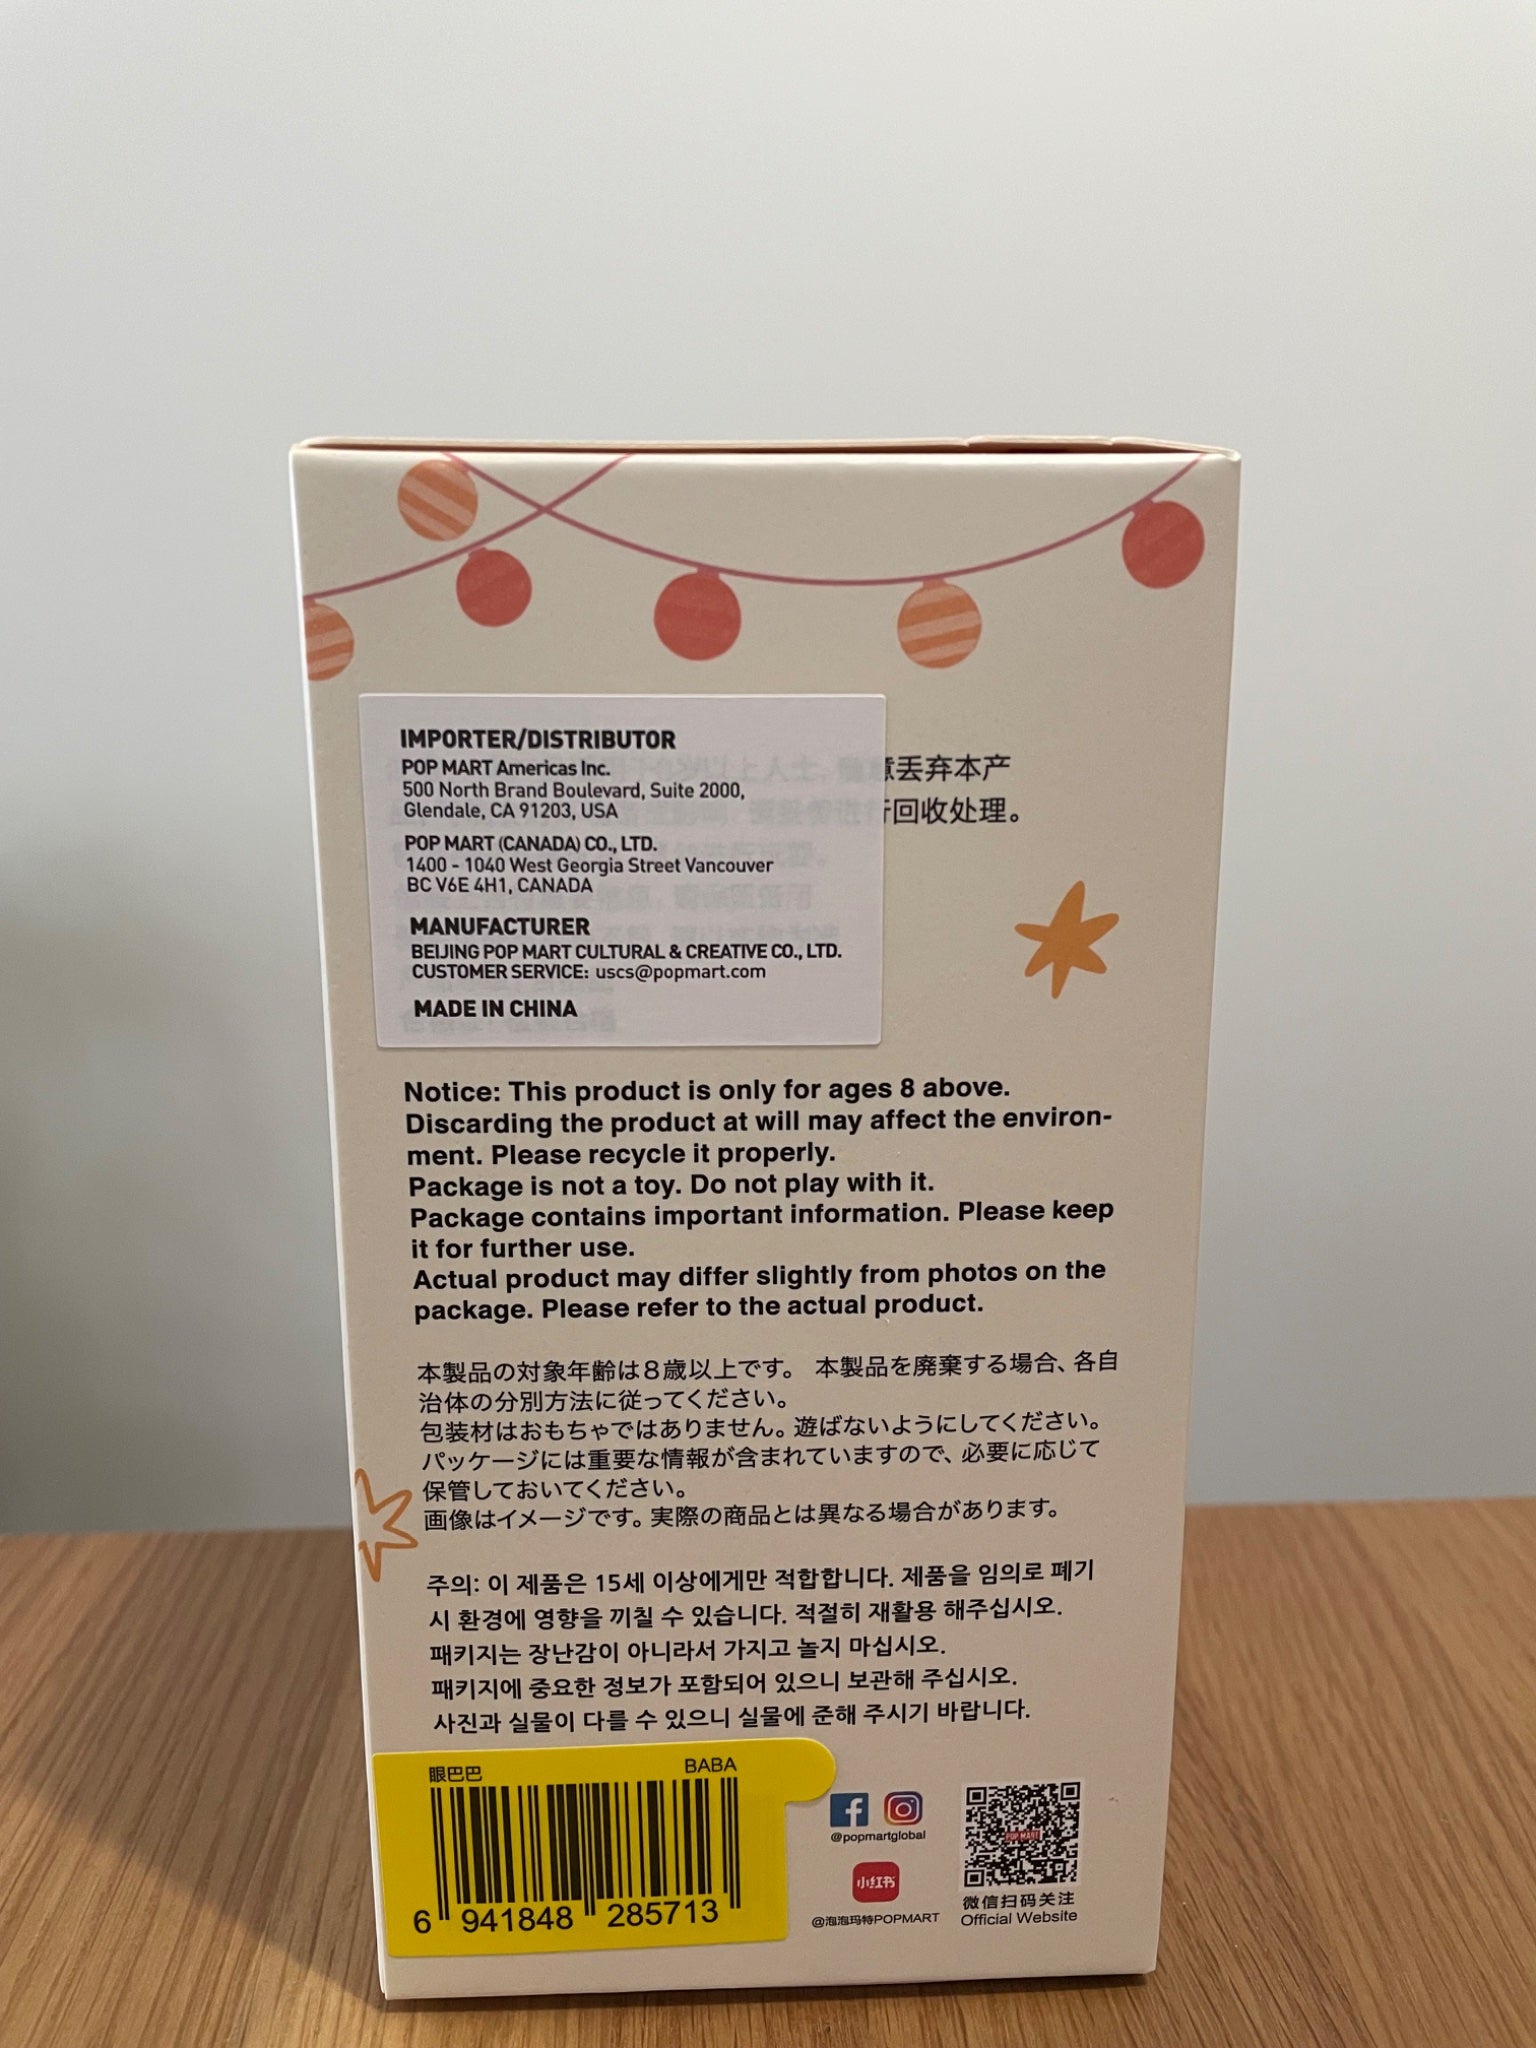 IMPORTER/DISTRIBUTOR
POP MART Americas Inc.
500 North Brand Boulevard, Suite 2000,
Glendale, CA 91203, USA
POP MART (CANADA) CO., LTD.
1400 - 1040 West Georgia Street Vancouver
BC V6E 4H1, CANADA
MANUFACTURER
BEIJING POP MART CULTURAL & CREATIVE CO., LTD.
CUSTOMER SERVICE: uscs@popmart.com
MADE IN CHINA
意丢弃本产
行回收处理。
Notice: This product is only for ages 8 above.
Discarding the product at will may affect the environ-
ment. Please recycle it properly.
Package is not a toy. Do not play with it.
Package contains important information. Please keep
it for further use.
Actual product may differ slightly from photos on the
package. Please refer to the actual product.
本製品の対象年齢は8歳以上です。 本製品を廃棄する場合、各自
治体の分別方法に従ってください。
包装材はおもちゃではありません。遊ばないようにしてください。
パッケージには重要な情報が含まれていますので、必要に応じて
保管しておいてください。
画像はイメージです。実際の商品とは異なる場合があります。
주의: 이 제품은 15세 이상에게만 적합합니다. 제품을 임의로 폐기
시 환경에 영향을 끼칠 수 있습니다. 적절히 재활용 해주십시오.
패키지는 장난감이 아니라서 가지고 놀지 마십시오.
패키지에 중요한 정보가 포함되어 있으니 보관해 주십시오.
사진과 실물이 다를 수 있으니 실물에 준해 주시기 바랍니다.
眼巴巴 BABA
6 941848 285713
@popmartglobal
小红书
@泡泡玛特POPMART
POP MART
微信扫码关注
Official Website